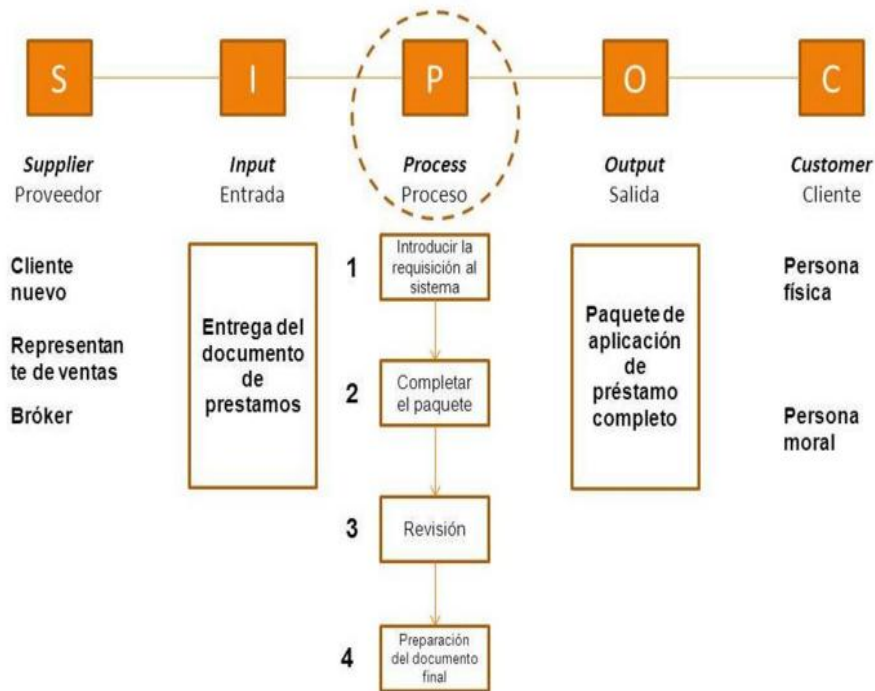 S I P O C
Supplier Input Process Output Customer
Proveedor Entrada Proceso Salida Cliente
Cliente
nuevo
Representan
te de ventas
Bróker
Entrega del
documento
de
prestamos
1
Introducir la
requisición al
sistema
2
Completar
el paquete
3
Revisión
4
Preparación
del documento
final
Paquete de
aplicación
de
préstamo
completo
Persona
física
Persona
moral